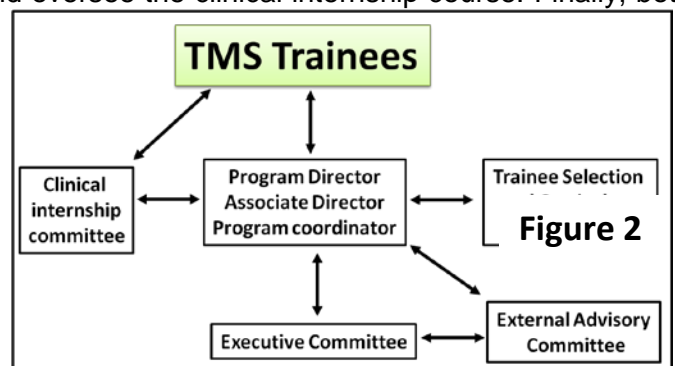 d oversee the clinical internship course. Finally,
TMS Trainees
Clinical
internship
committee
Program Director
Associate Director
Program coordinator
Trainee Selection
Figure 2
Executive Committee
External Advisory
Committee